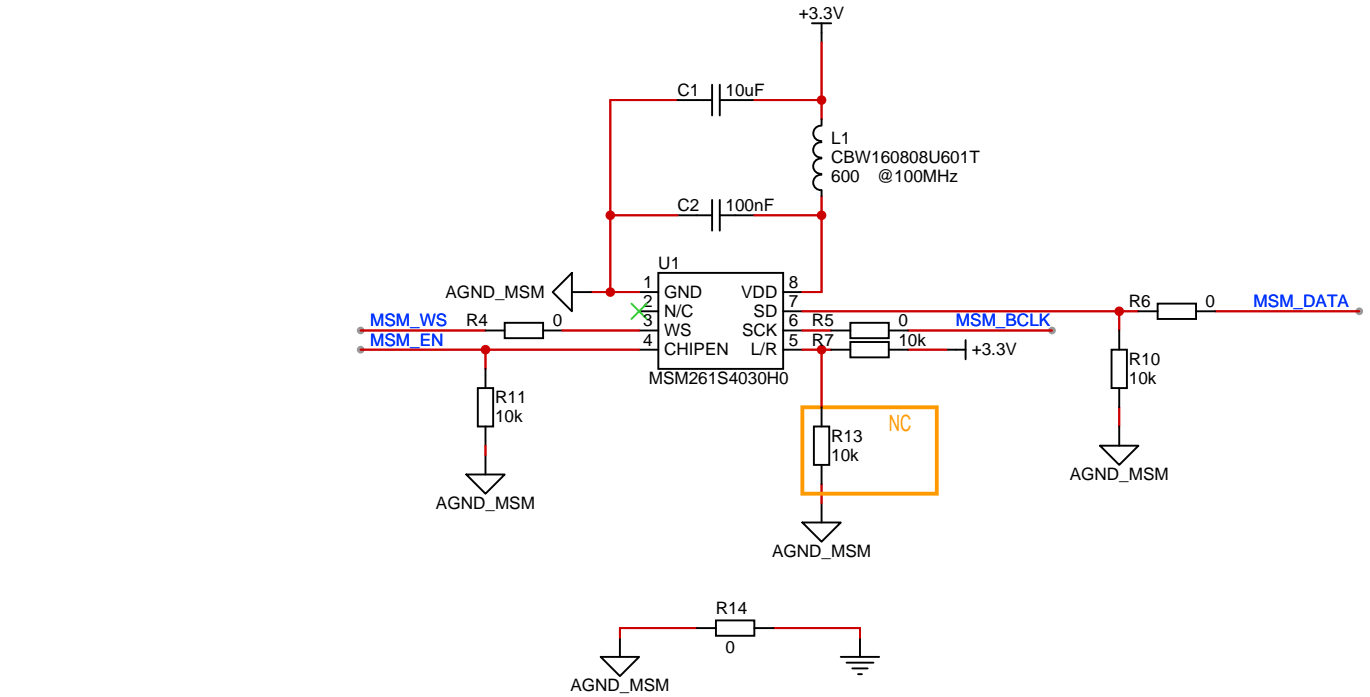 +3.3V
C1 10uF
L1
CBW160808U601T
600 @100MHz
C2 100nF
U1
AGND_MSM
1 GND VDD 8
2 N/C SD 7
3 WS SCK 6
4 CHIPEN L/R 5
MSM261S4030H0
MSM_WS R4 0
MSM_EN
R5 0 MSM_BCLK
R7 10k +3.3V
R6 0 MSM_DATA
R10
10k
AGND_MSM
R11
10k
AGND_MSM
NC
R13
10k
AGND_MSM
R14
0
AGND_MSM